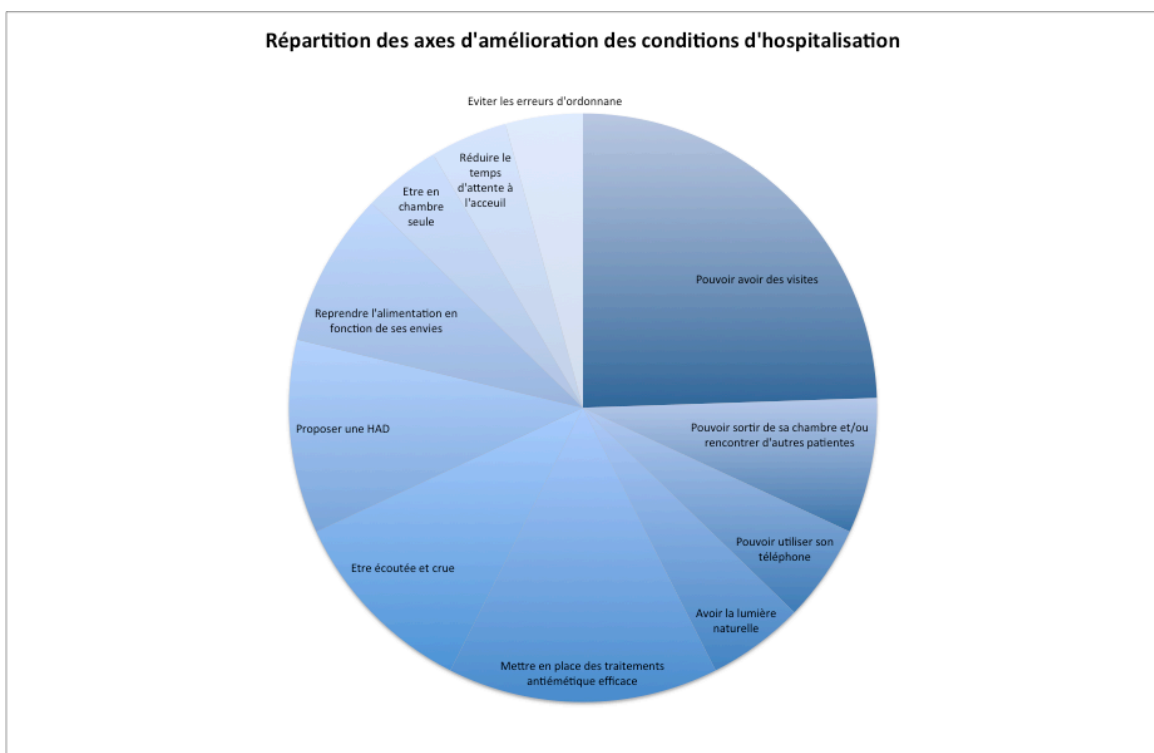 Répartition des axes d'amélioration des conditions d'hospitalisation
Eviter les erreurs d'ordonnane
Réduire le
temps
d'attente à
l'acceuil
Etre en
chambre
seule
Pouvoir avoir des visites
Reprendre l'alimentation en
fonction de ses envies
Proposer une HAD
Pouvoir sortir de sa chambre et/ou
rencontrer d'autres patientes
Pouvoir utiliser son
téléphone
Etre écoutée et crue
Avoir la lumière
naturelle
Mettre en place des traitements
antiémétique efficace